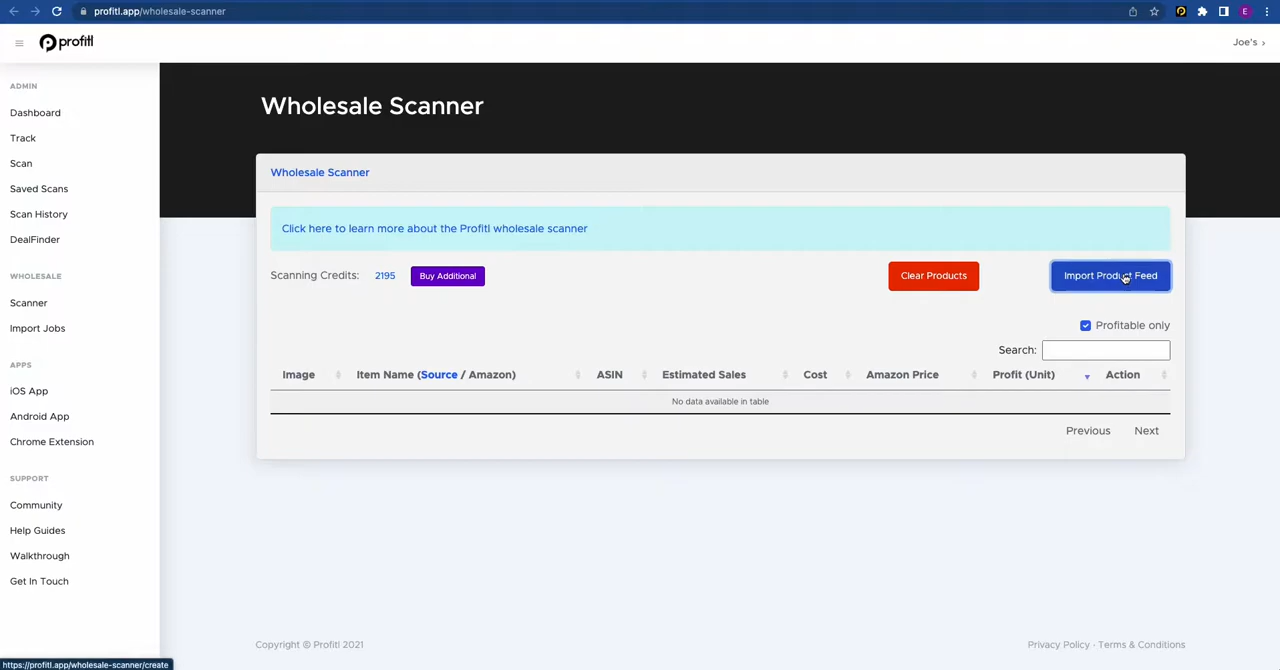 profitl.app/wholesale-scanner
E
profitl
Joe's
ADMIN
Dashboard
Track
Scan
Saved Scans
Scan History
DealFinder
WHOLESALE
Scanner
Import Jobs
APPS
iOS App
Android App
Chrome Extension
SUPPORT
Community
Help Guides
Walkthrough
Get In Touch
Wholesale Scanner
Wholesale Scanner
Click here to learn more about the Profitl wholesale scanner
Scanning Credits: 2195 Buy Additional Clear Products Import Product Feed
Profitable only
Search:
Image Item Name (Source / Amazon) ASIN Estimated Sales Cost Amazon Price Profit (Unit) Action
No data available in table
Previous Next
Copyright © Profitl 2021 Privacy Policy · Terms & Conditions
https://profitl.app/wholesale-scanner/create